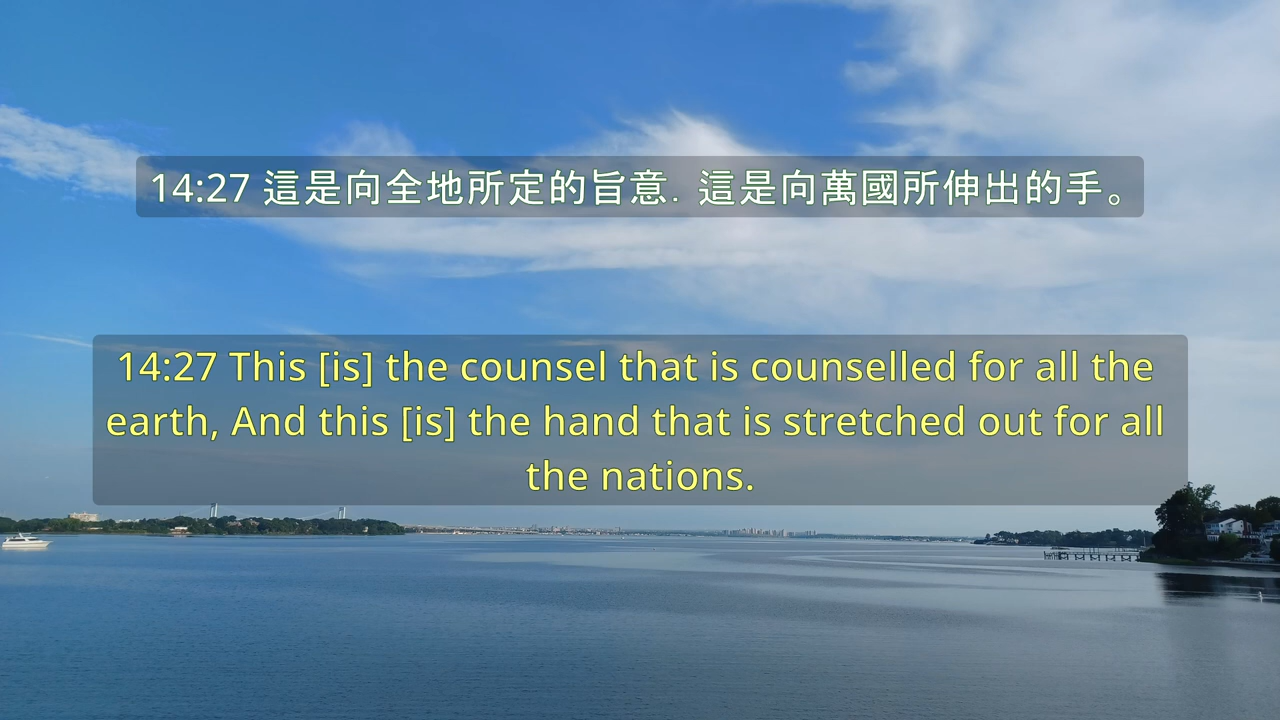 14:27 這是向全地所定的旨意. 這是向萬國所伸出的手。
14:27 This [is] the counsel that is counselled for all the
earth, And this [is] the hand that is stretched out for all
the nations.